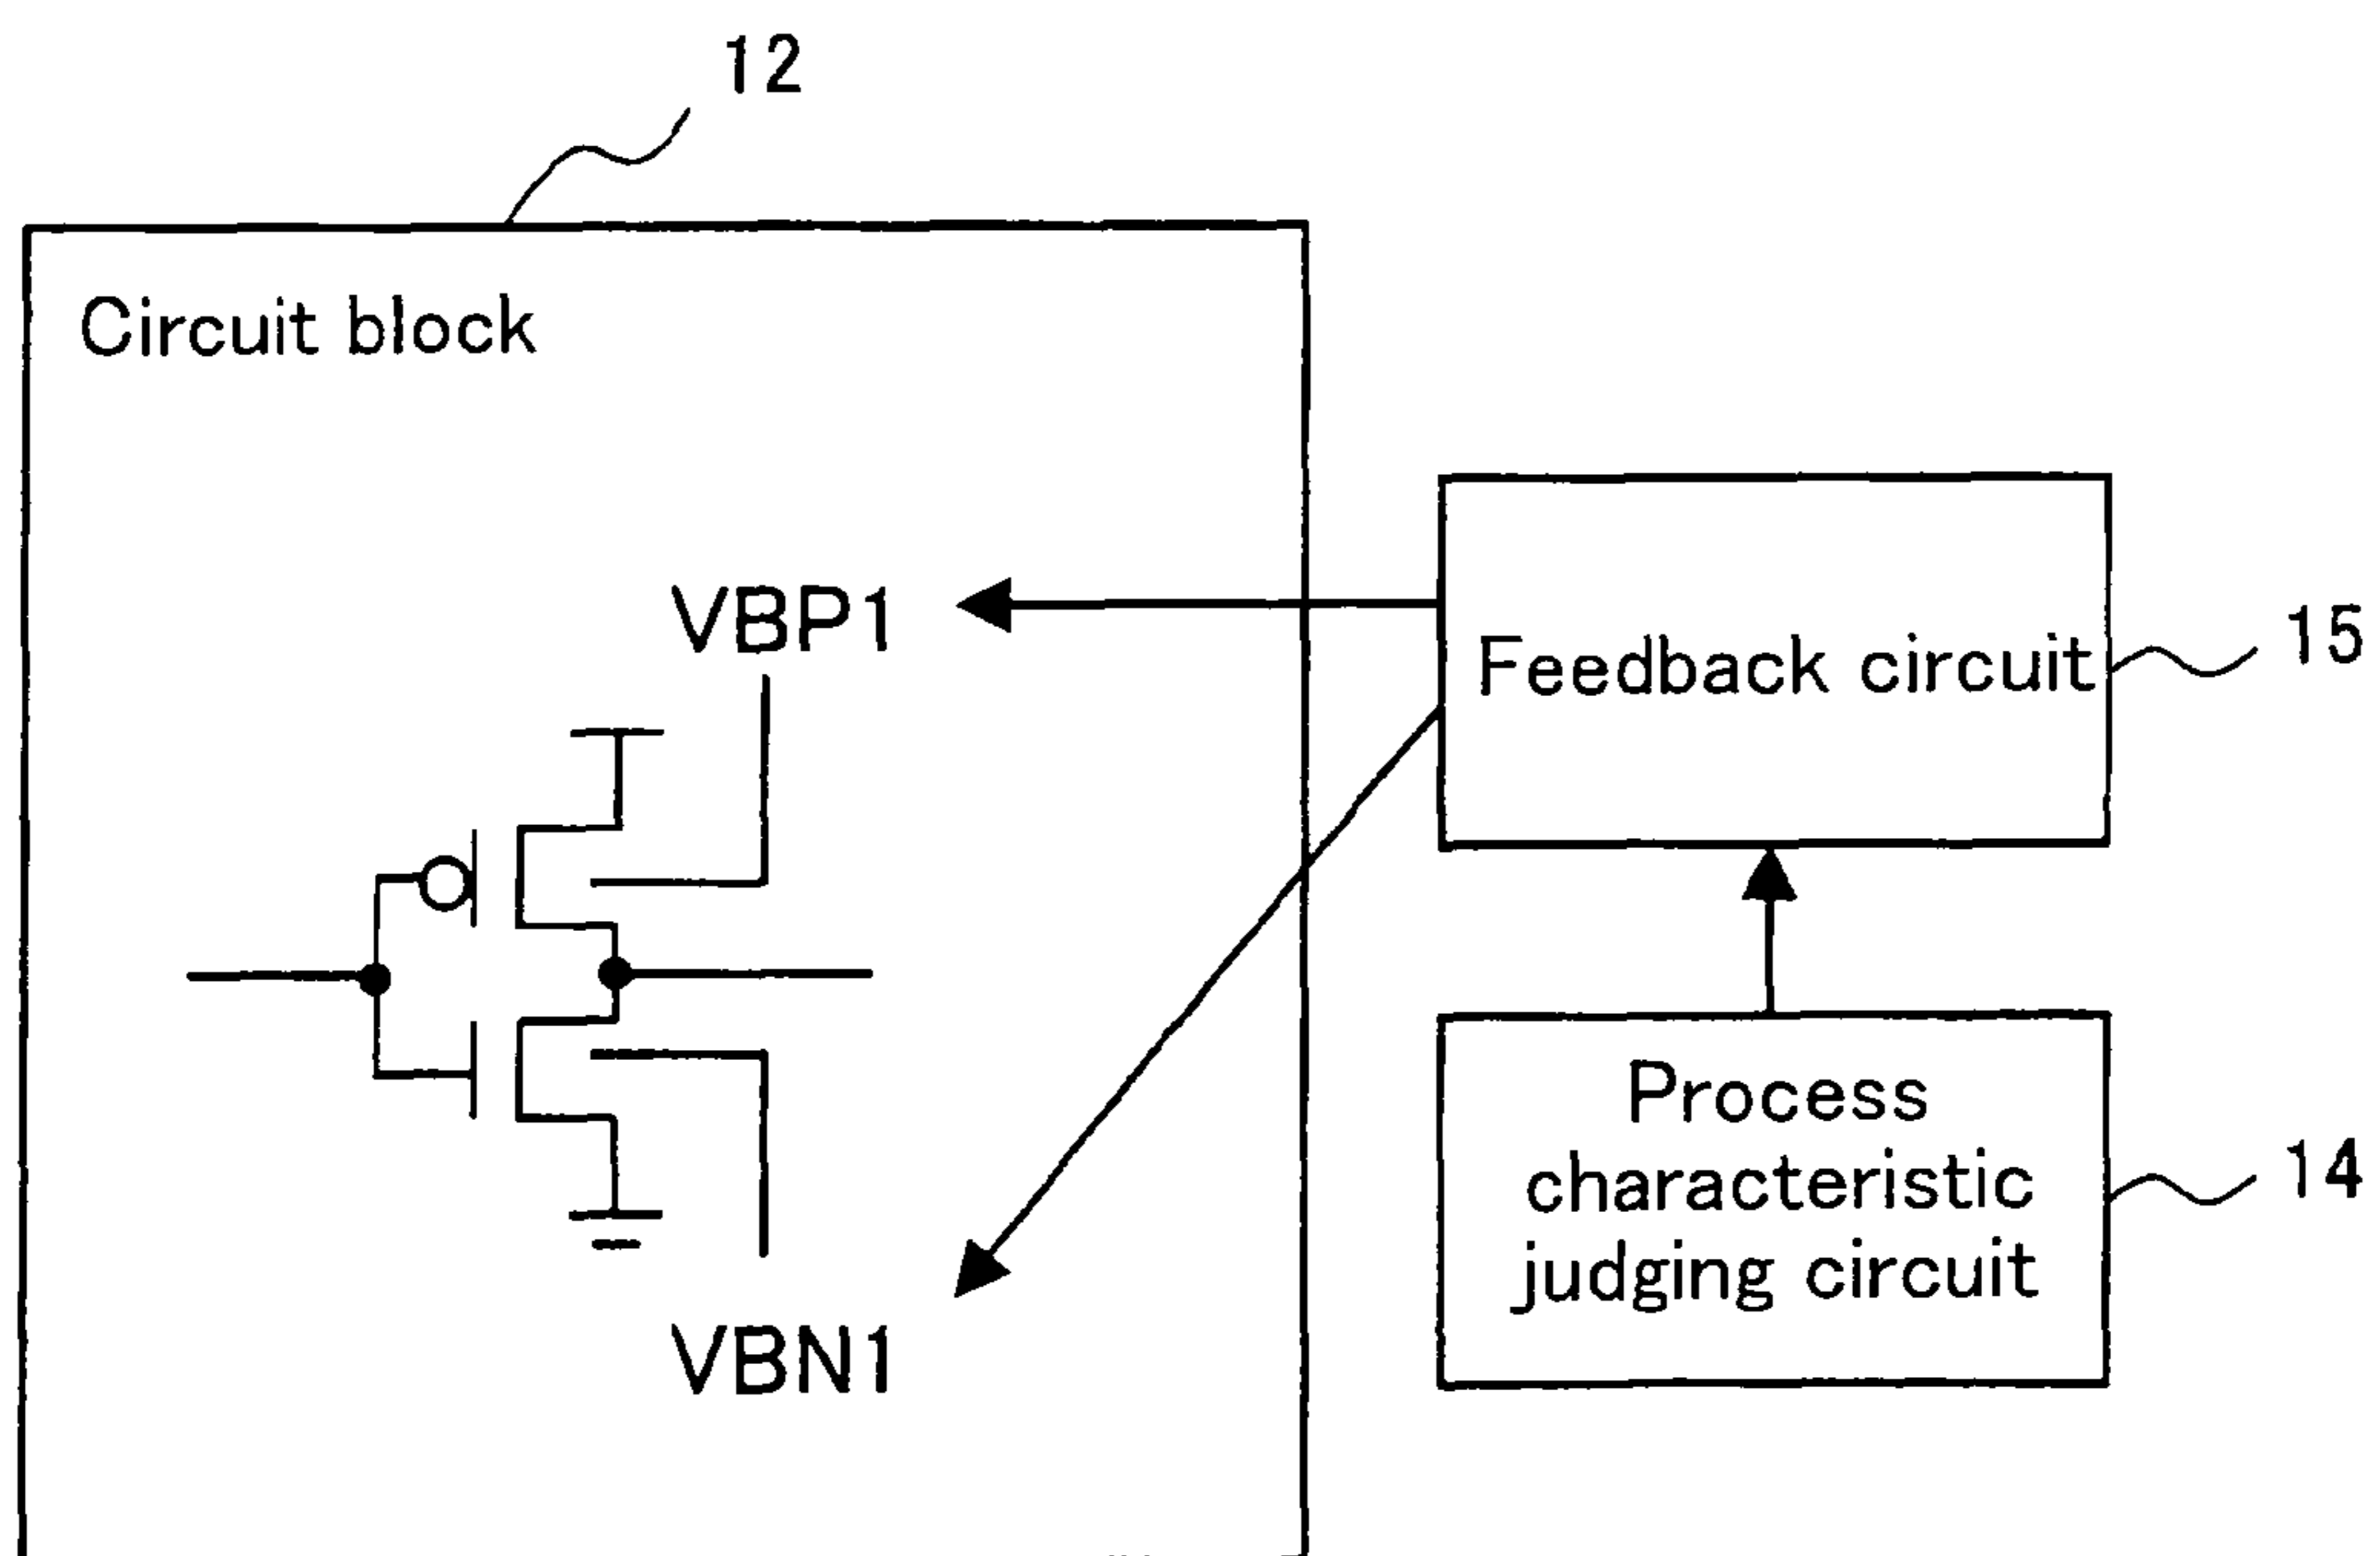 12
Circuit block
VBP1
Feedback circuit
15
Process
characteristic
judging circuit
14
VBN1